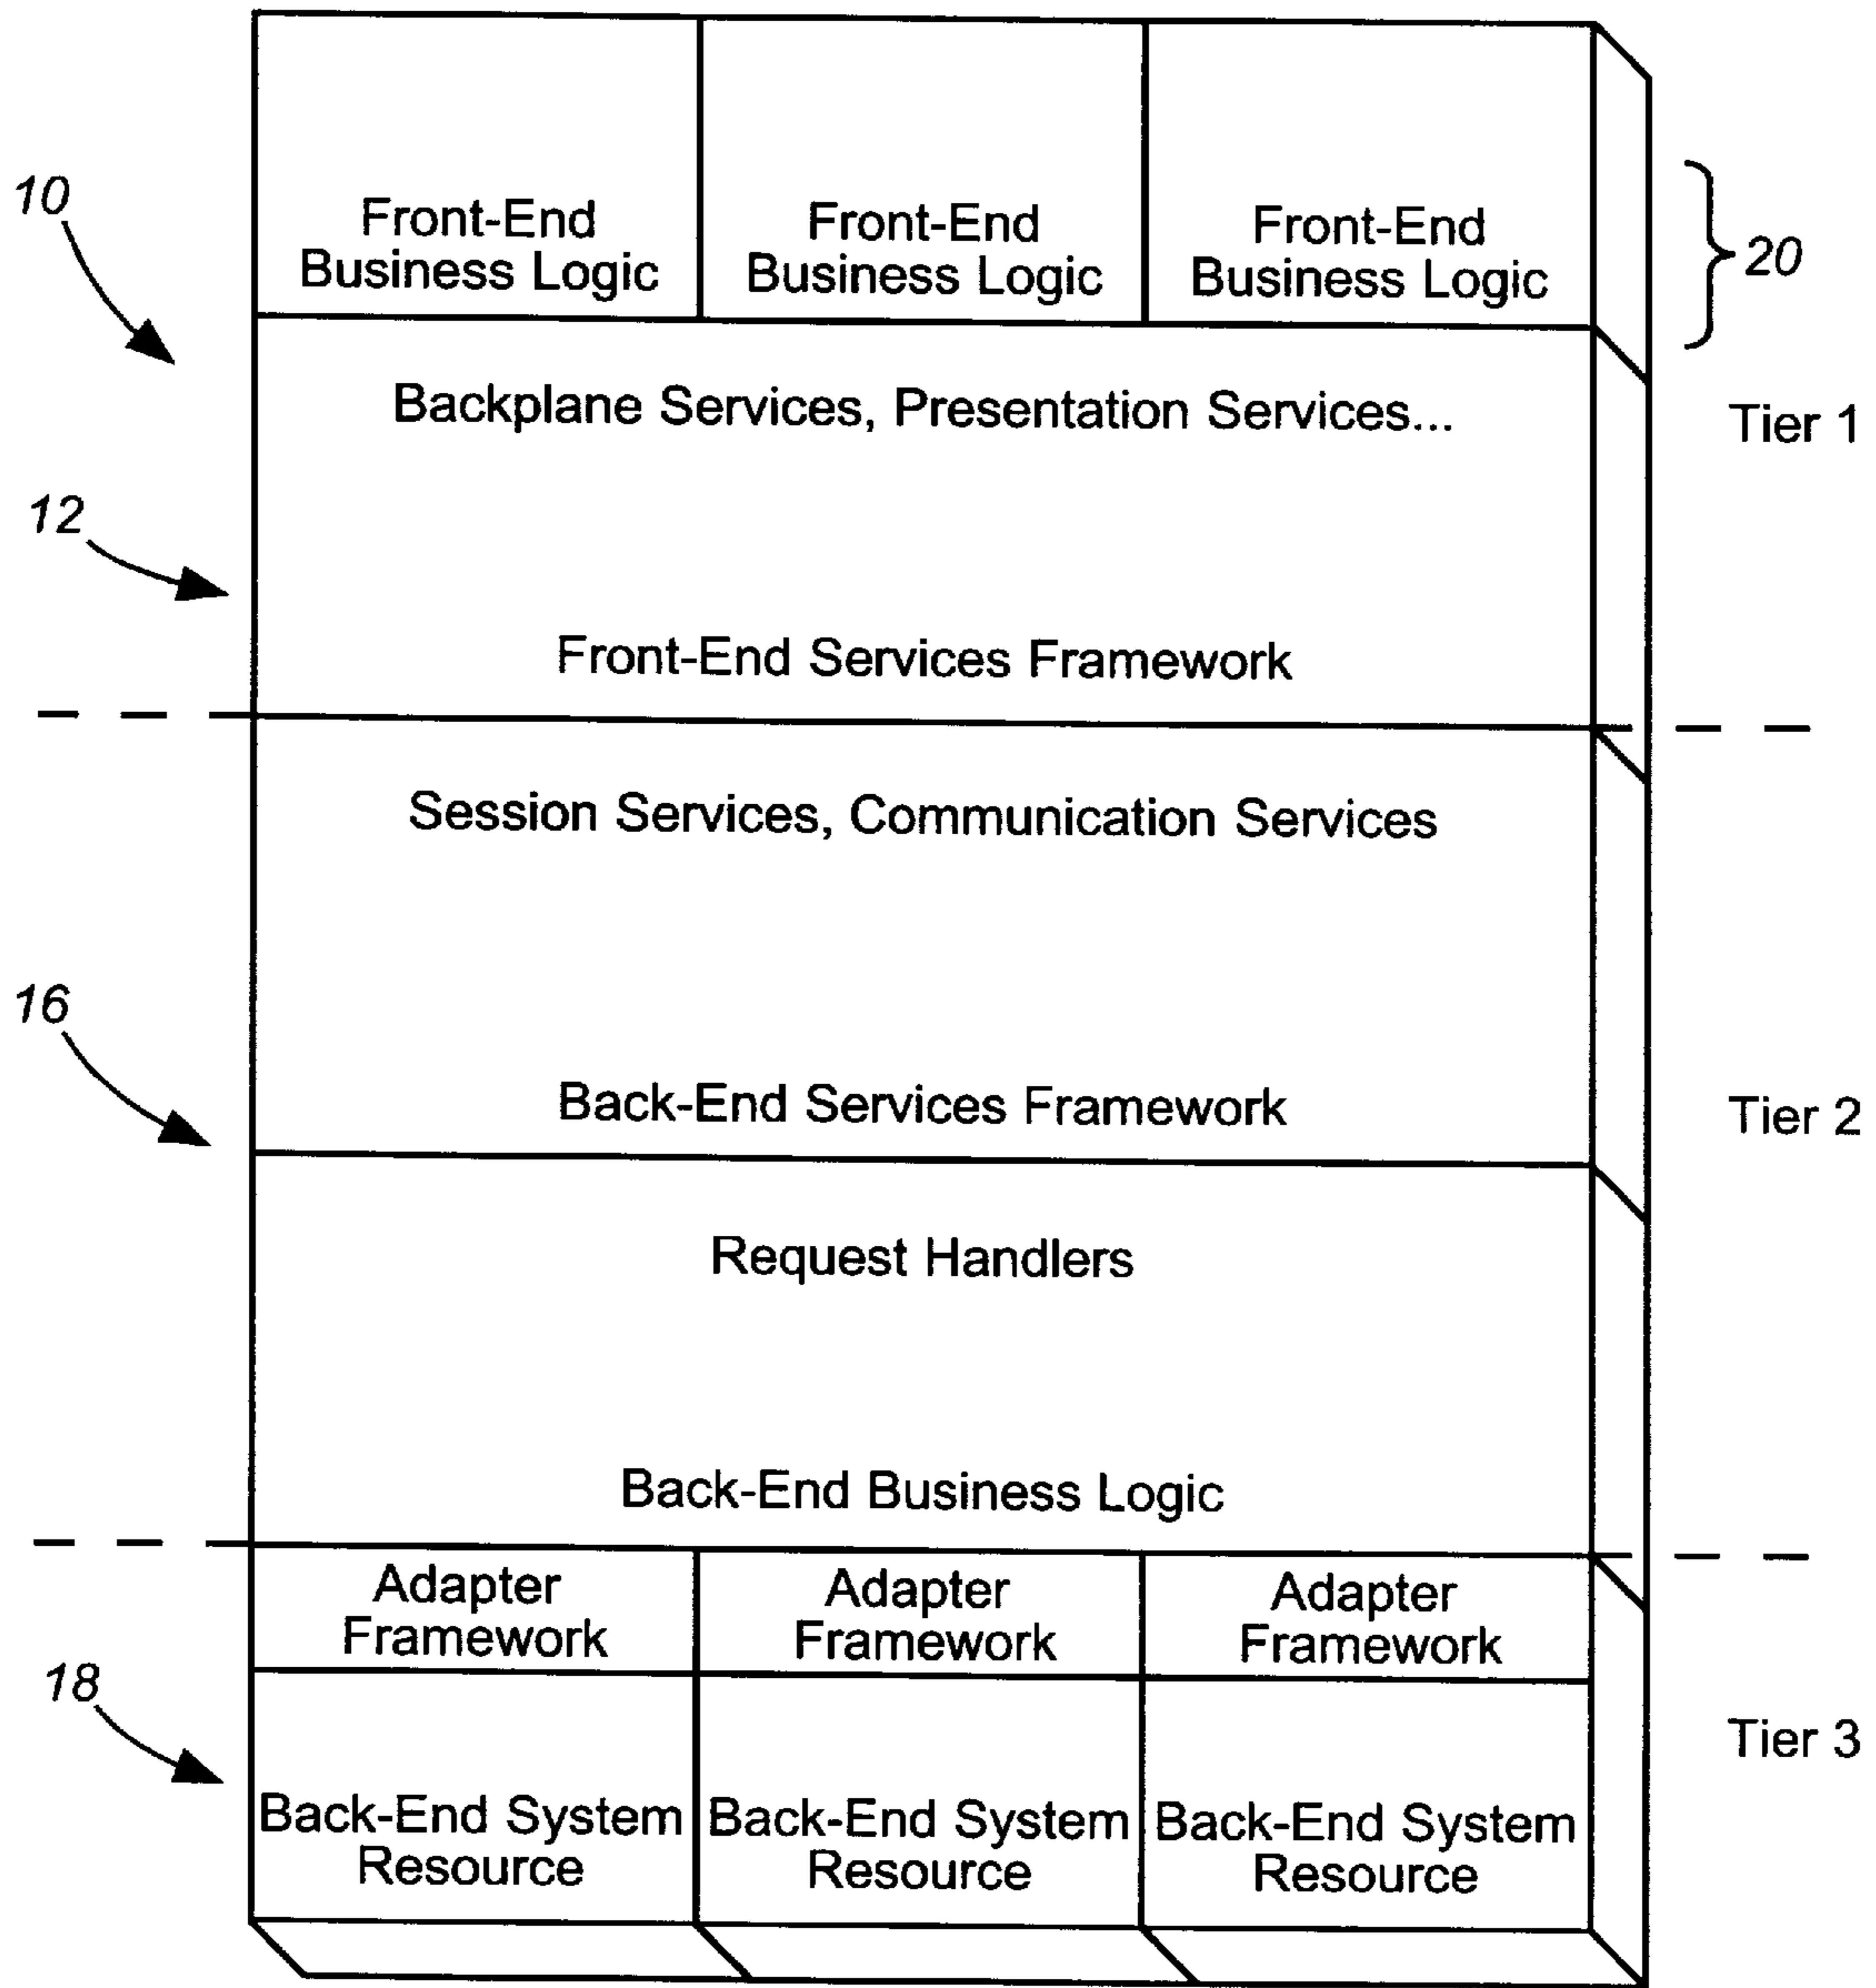 Front-End
Business Logic
Front-End
Business Logic
Front-End
Business Logic
10
20
Backplane Services, Presentation Services...
Tier 1
12
Front-End Services Framework
Session Services, Communication Services
16
Back-End Services Framework
Tier 2
Request Handlers
Back-End Business Logic
Adapter
Framework
Adapter
Framework
Adapter
Framework
18
Tier 3
Back-End System
Resource
Back-End System
Resource
Back-End System
Resource